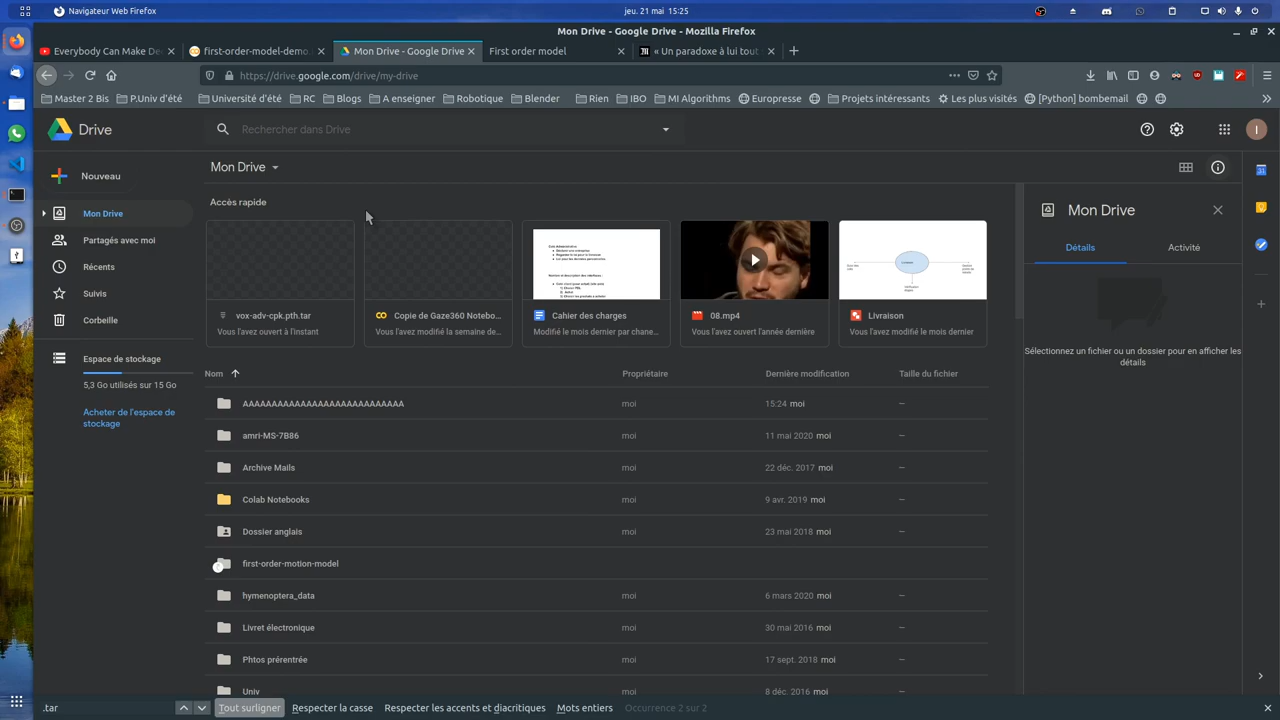 Navigateur Web Firefox
jeu. 21 mai 15:25
Mon Drive - Google Drive - Mozilla Firefox
Everybody Can Make De
first-order-model-demo.
Mon Drive - Google Drive
First order model
« Un paradoxe à lui tout
https://drive.google.com/drive/my-drive
Master 2 Bis
P.Univ d'été
Université d'été
RC
Blogs
A enseigner
Robotique
Blender
Rien
IBO
MI Algorithms
Europresse
Projets intéressants
Les plus visités
[Python] bombemail
Drive
Rechercher dans Drive
I
Nouveau
Mon Drive
Partagés avec moi
Récents
Suivis
Corbeille
Espace de stockage
5,3 Go utilisés sur 15 Go
Acheter de l'espace de
stockage
Mon Drive
Accès rapide
vox-adv-cpk.pth.tar
Vous l'avez ouvert à l'instant
Copie de Gaze360 Notebo...
Vous l'avez modifié la semaine de...
Cahier des charges
Modifié le mois dernier par chane...
08.mp4
Vous l'avez ouvert l'année dernière
Livraison
Vous l'avez modifié le mois dernier
Nom
Propriétaire
Dernière modification
Taille du fichier
AAAAAAAAAAAAAAAAAAAAAAAAAAAA moi 15:24 moi –
amri-MS-7B86 moi 11 mai 2020 moi –
Archive Mails moi 22 déc. 2017 moi –
Colab Notebooks moi 9 avr. 2019 moi –
Dossier anglais moi 23 mai 2018 moi –
first-order-motion-model
hymenoptera_data moi 6 mars 2020 moi –
Livret électronique moi 30 mai 2016 moi –
Phtos prérentrée moi 17 sept. 2018 moi –
Univ moi 8 déc. 2016 moi –
Mon Drive
Détails
Activité
Sélectionnez un fichier ou un dossier pour en afficher les
détails
.tar
Tout surligner
Respecter la casse
Respecter les accents et diacritiques
Mots entiers
Occurrence 2 sur 2